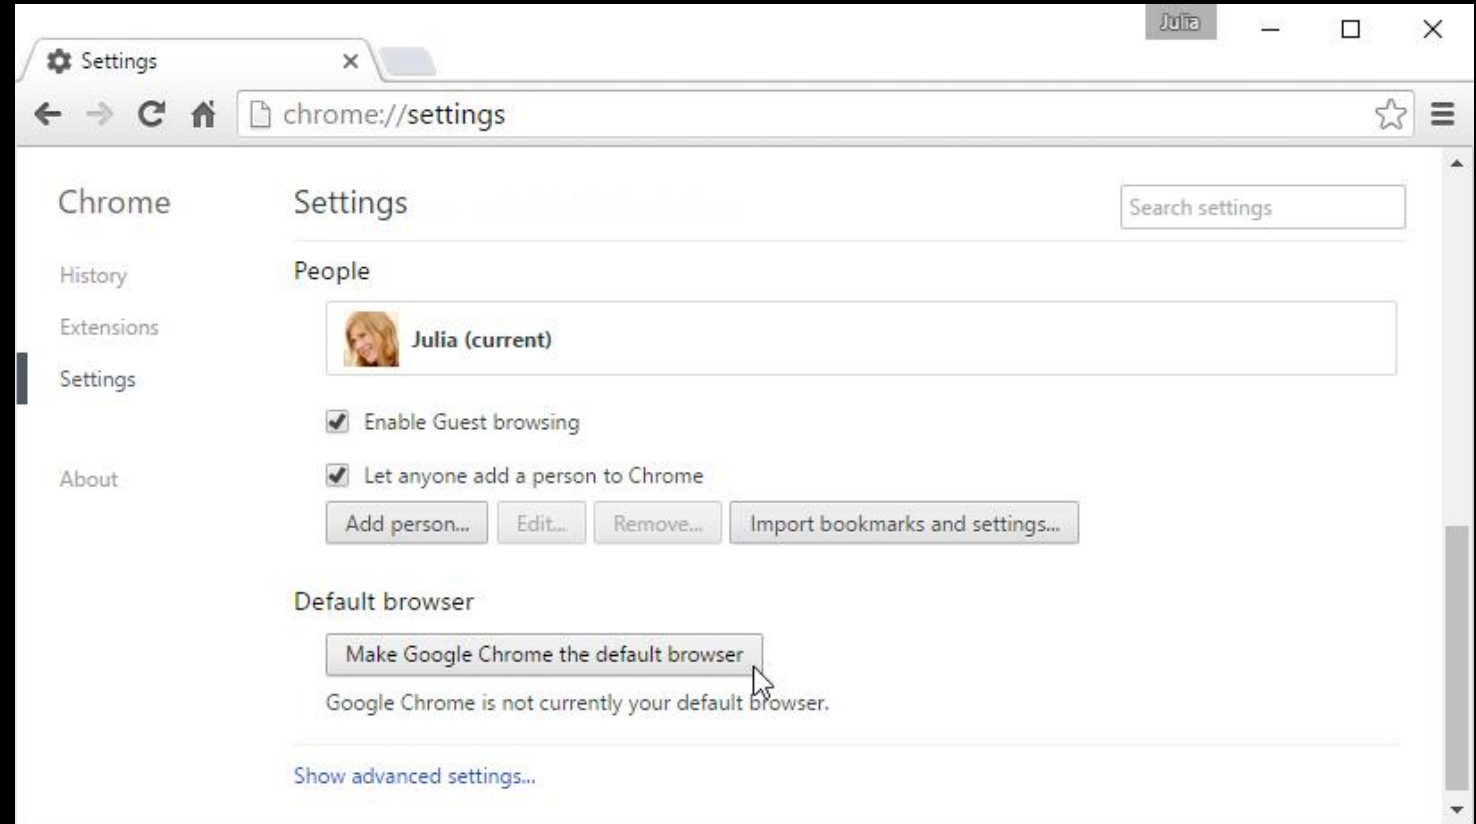 Julia
Settings
chrome://settings
Chrome
Settings
Search settings
History
Extensions
Settings
About
People
Julia (current)
Enable Guest browsing
Let anyone add a person to Chrome
Add person... Edit... Remove... Import bookmarks and settings...
Default browser
Make Google Chrome the default browser
Google Chrome is not currently your default browser.
Show advanced settings...